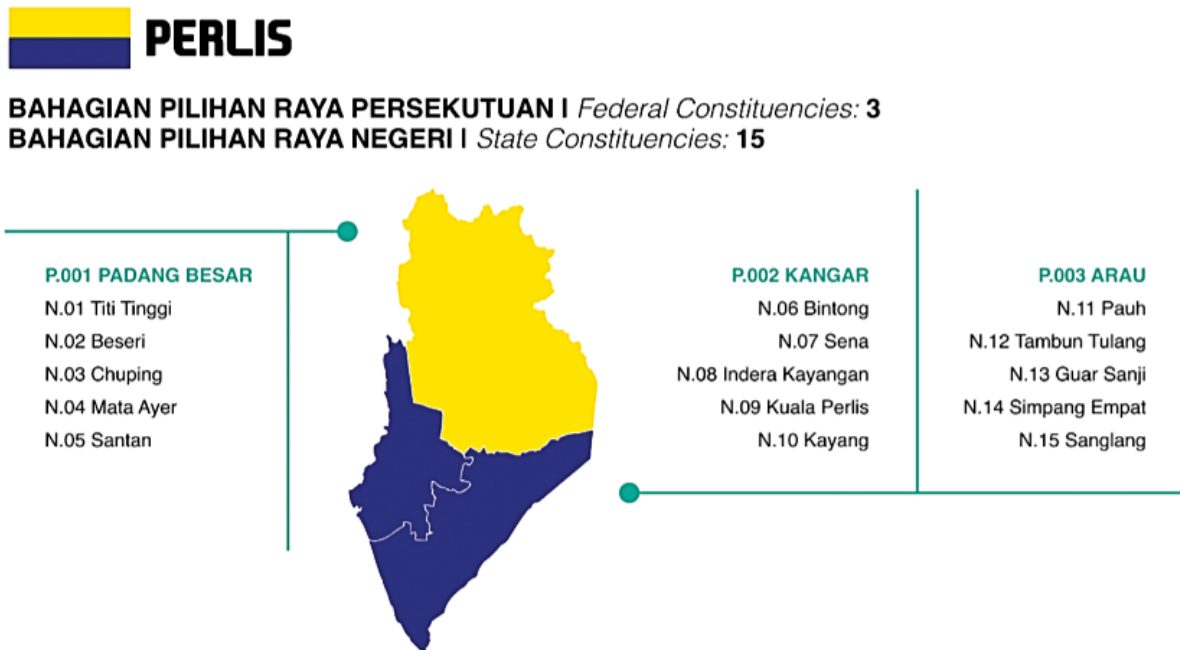 PERLIS
BAHAGIAN PILIHAN RAYA PERSEKUTUAN I Federal Constituencies: 3
BAHAGIAN PILIHAN RAYA NEGERI I State Constituencies: 15
P.001 PADANG BESAR
N.01 Titi Tinggi
N.02 Beseri
N.03 Chuping
N.04 Mata Ayer
N.05 Santan
P.002 KANGAR
N.06 Bintong
N.07 Sena
N.08 Indera Kayangan
N.09 Kuala Perlis
N.10 Kayang
P.003 ARAU
N.11 Pauh
N.12 Tambun Tulang
N.13 Guar Sanji
N.14 Simpang Empat
N.15 Sanglang